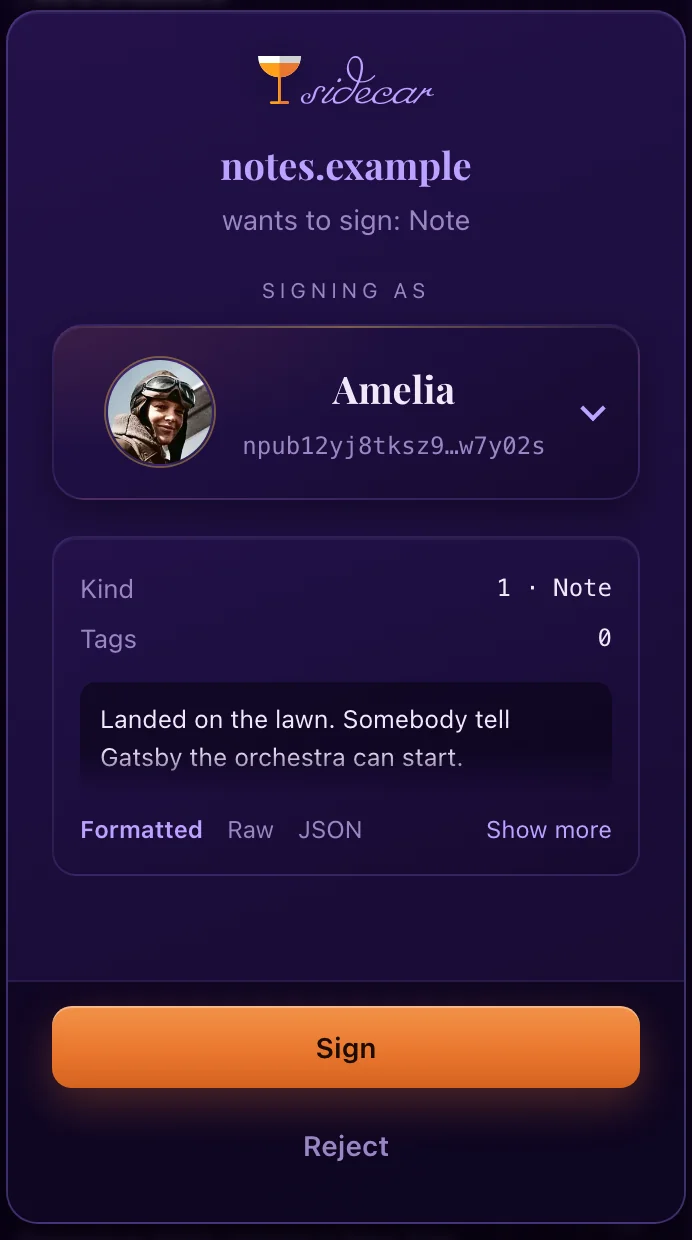 sidecar
notes.example
wants to sign: Note
SIGNING AS
Amelia
npub12yj8tksz9…w7y02s
Kind 1 · Note
Tags 0
Landed on the lawn. Somebody tell
Gatsby the orchestra can start.
Formatted Raw JSON Show more
Sign
Reject